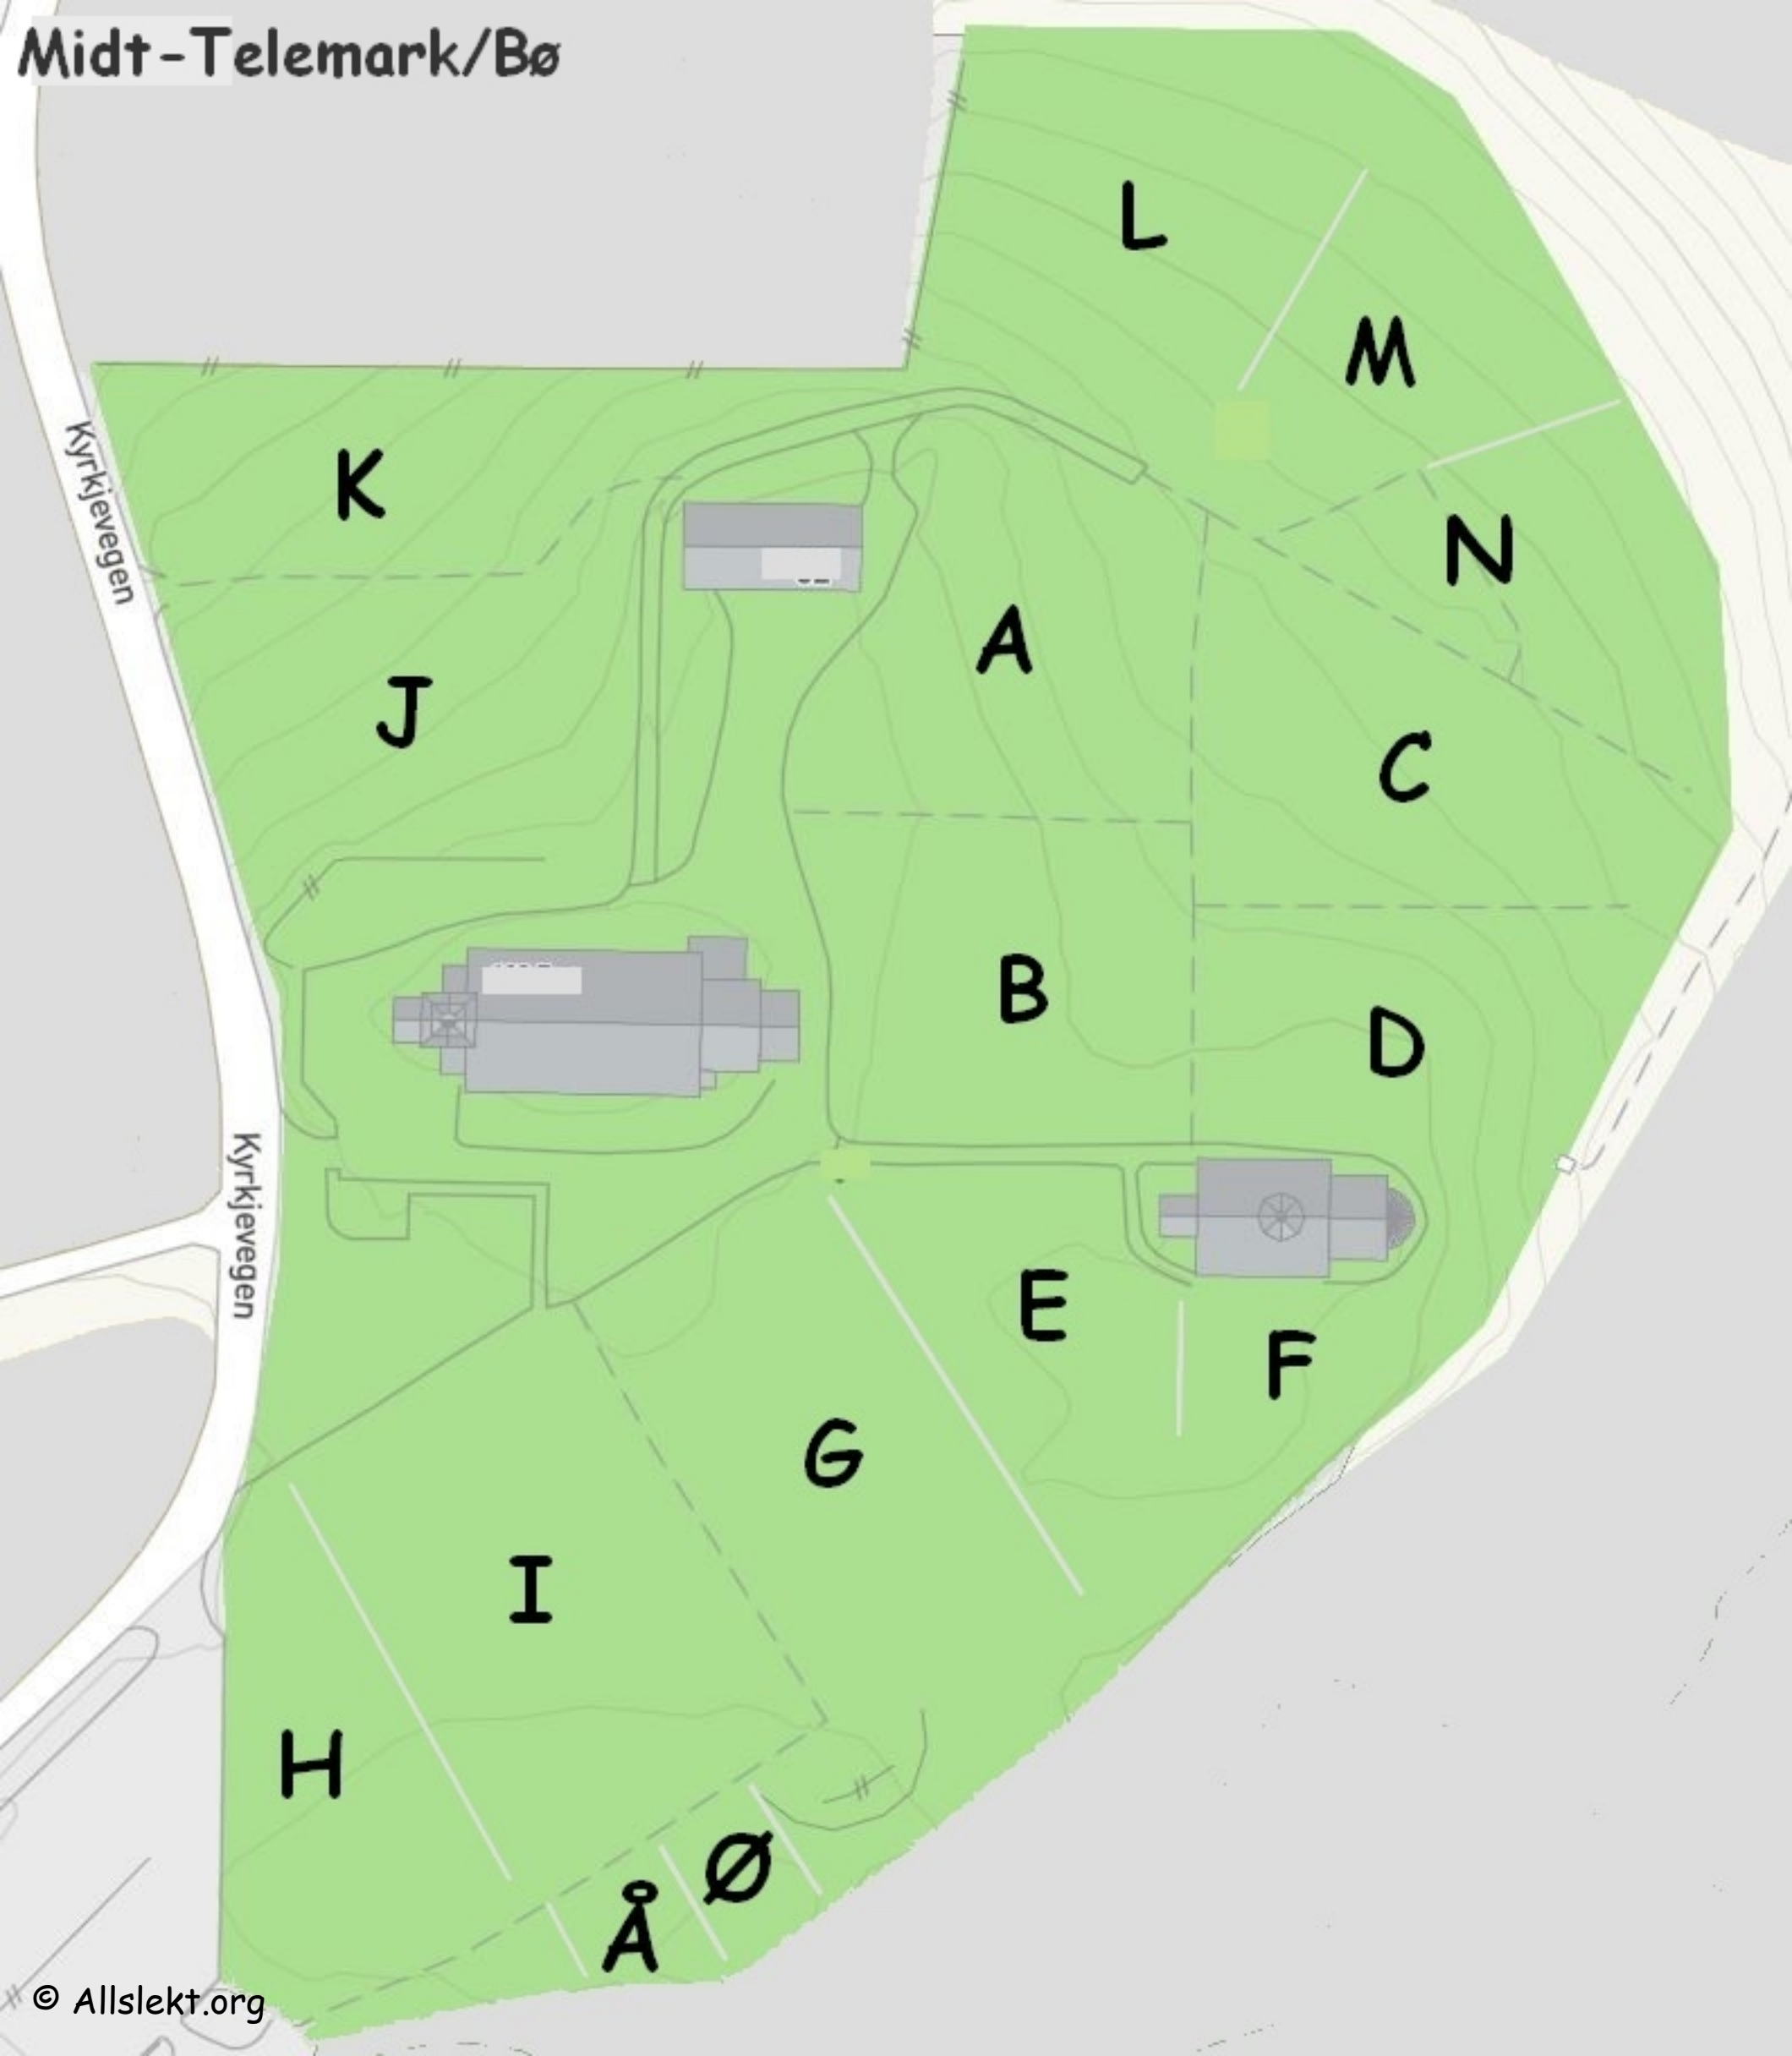 Midt-Telemark/Bø
L
M
Kyrkjevegen
K
N
A
J
C
B
D
Kyrkjevegen
E
F
G
I
H
Ø
Å
© Allslekt.org